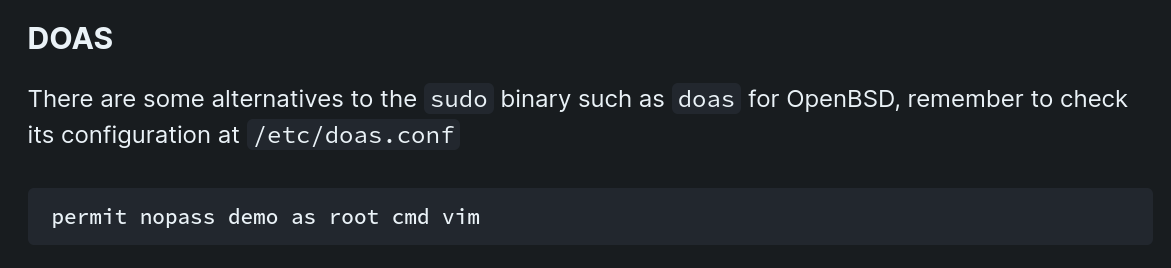 DOAS
There are some alternatives to the sudo binary such as doas for OpenBSD, remember to check
its configuration at /etc/doas.conf
permit nopass demo as root cmd vim